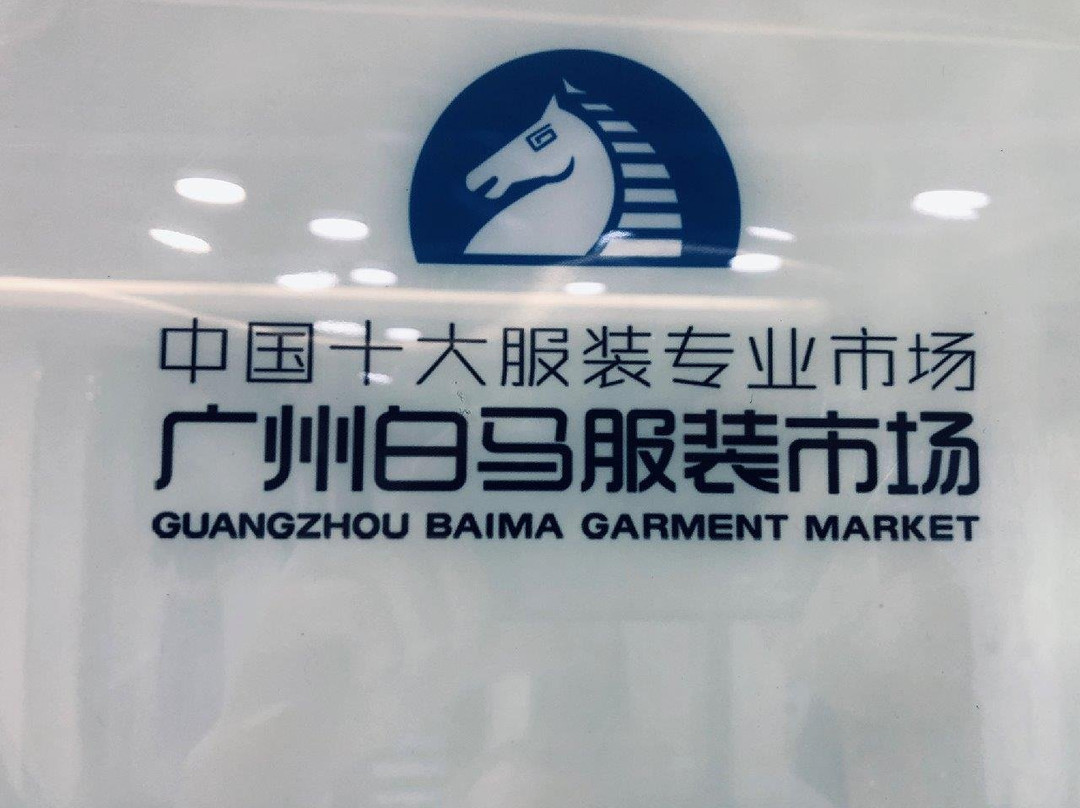 中国十大服装专业市场
广州白马服装市场
GUANGZHOU BAIMA GARMENT MARKET